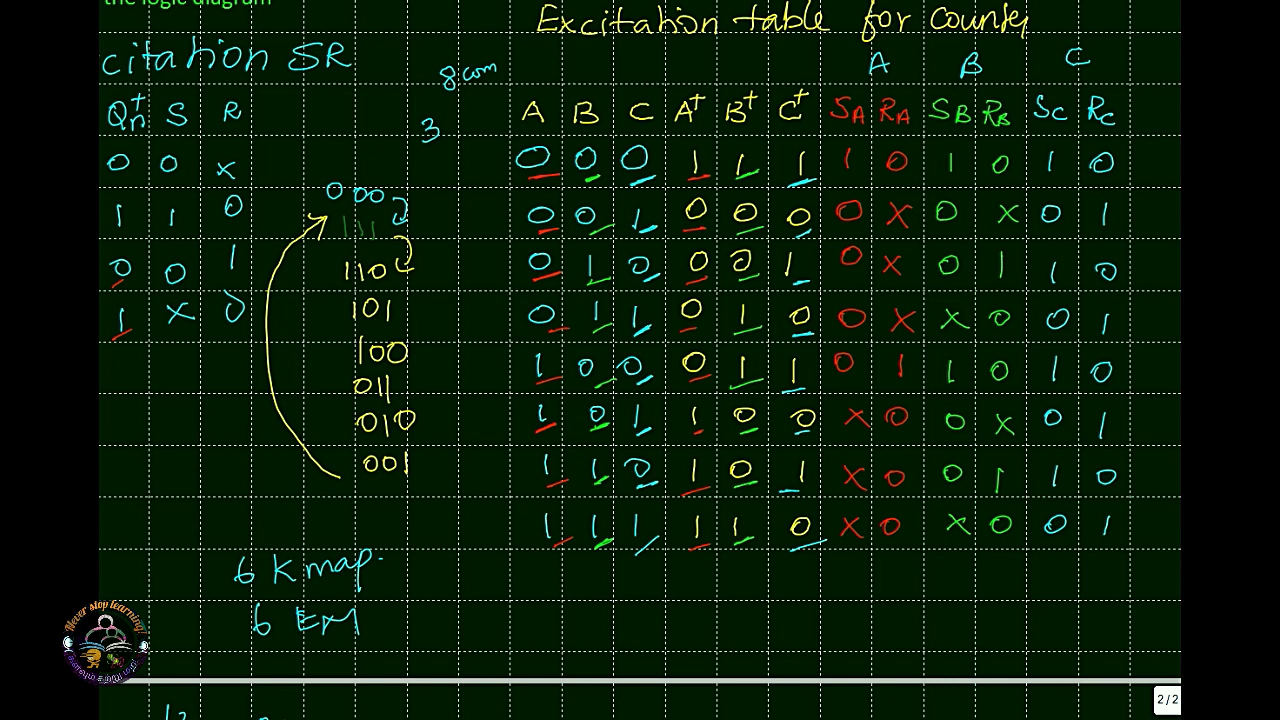 the logic diagram
Excitation table for Counter
citation SR
8 com
A B C
Qn+ S R
3
A B C A+ B+ C+ SA RA SB RB SC RC
0 0 x
0 0 0 1 1 1 1 0 1 0 1 0
1 1 0
0 0 1 0 0 0 0 X 0 X 0 1
0 0 1
0 1 0 0 0 1 0 X 0 1 1 0
1 X 0
0 1 1 0 1 0 0 X X 0 0 1
1 0 0 0 1 1 0 1 1 0 1 0
1 0 1 1 0 0 X 0 0 X 0 1
1 1 0 1 0 1 X 0 0 1 1 0
1 1 1 1 1 0 X 0 X 0 0 1
000
111
110
101
100
011
010
001
6 K map.
6
Never stop learning!
2/2